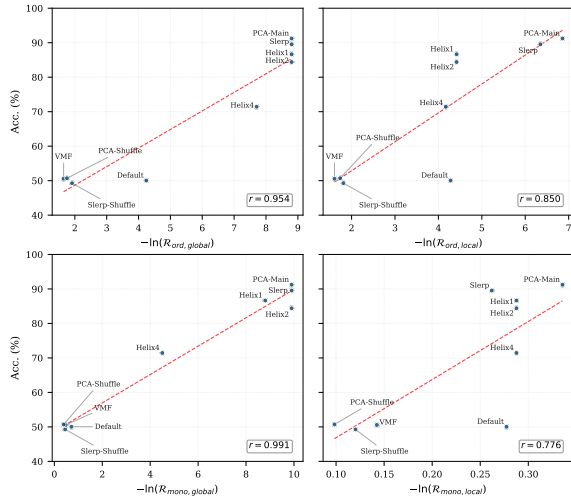 Acc. (%)
90
80
70
60
50
40
PCA-Main
Slerp
Helix1
Helix2
Helix4
Default
PCA-Shuffle
VMF
Slerp-Shuffle
r = 0.954
2 3 4 5 6 7 8 9
−ln(R_ord, global)
PCA-Main
Slerp
Helix1
Helix2
Helix4
PCA-Shuffle
VMF
Default
Slerp-Shuffle
r = 0.850
2 3 4 5 6 7
−ln(R_ord, local)
Acc. (%)
100
90
80
70
60
50
40
PCA-Main
Slerp
Helix1
Helix2
Helix4
PCA-Shuffle
VMF
Default
Slerp-Shuffle
r = 0.991
0 2 4 6 8 10
−ln(R_mono, global)
PCA-Main
Slerp
Helix1
Helix2
Helix4
PCA-Shuffle
VMF
Default
Slerp-Shuffle
r = 0.776
0.10 0.15 0.20 0.25 0.30
−ln(R_mono, local)